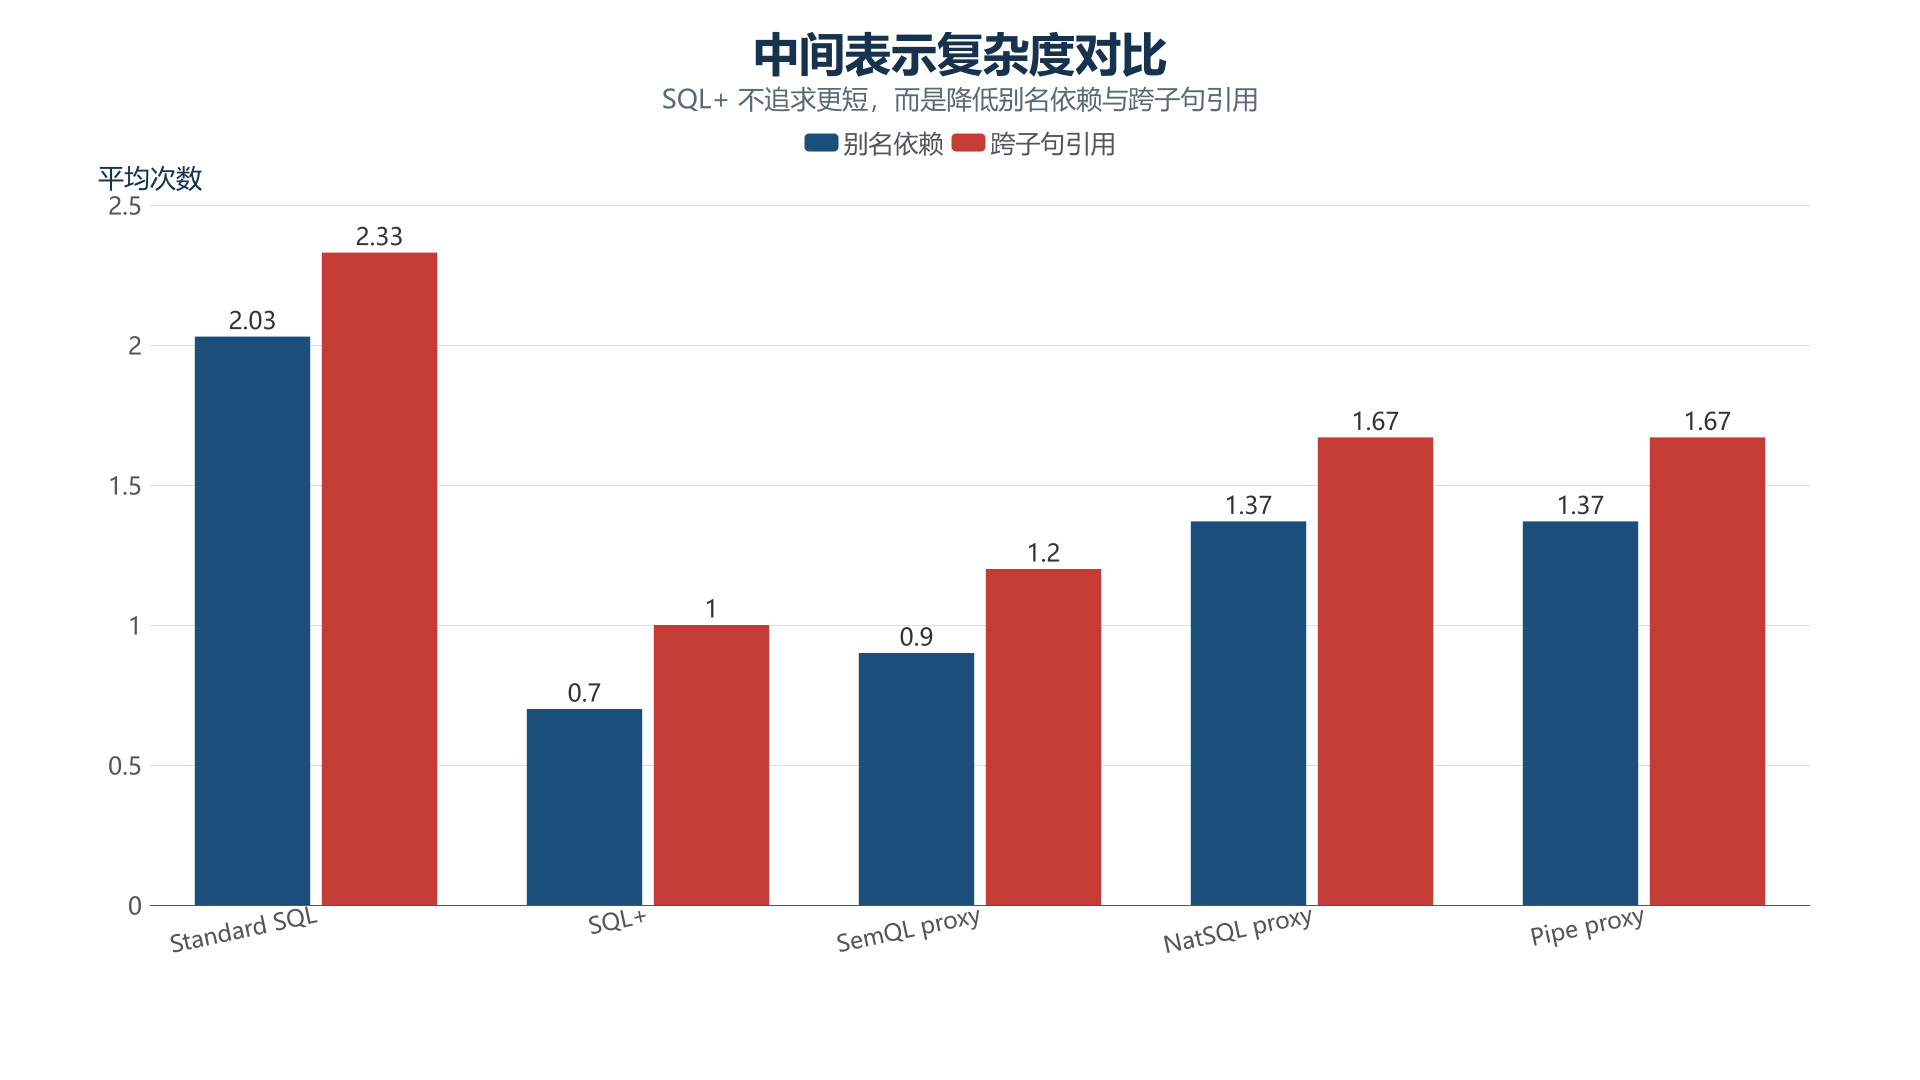 中间表示复杂度对比
SQL+ 不追求更短，而是降低别名依赖与跨子句引用
别名依赖 跨子句引用
平均次数
2.5
2
1.5
1
0.5
0
2.03
2.33
0.7
1
0.9
1.2
1.37
1.67
1.37
1.67
Standard SQL
SQL+
SemQL proxy
NatSQL proxy
Pipe proxy